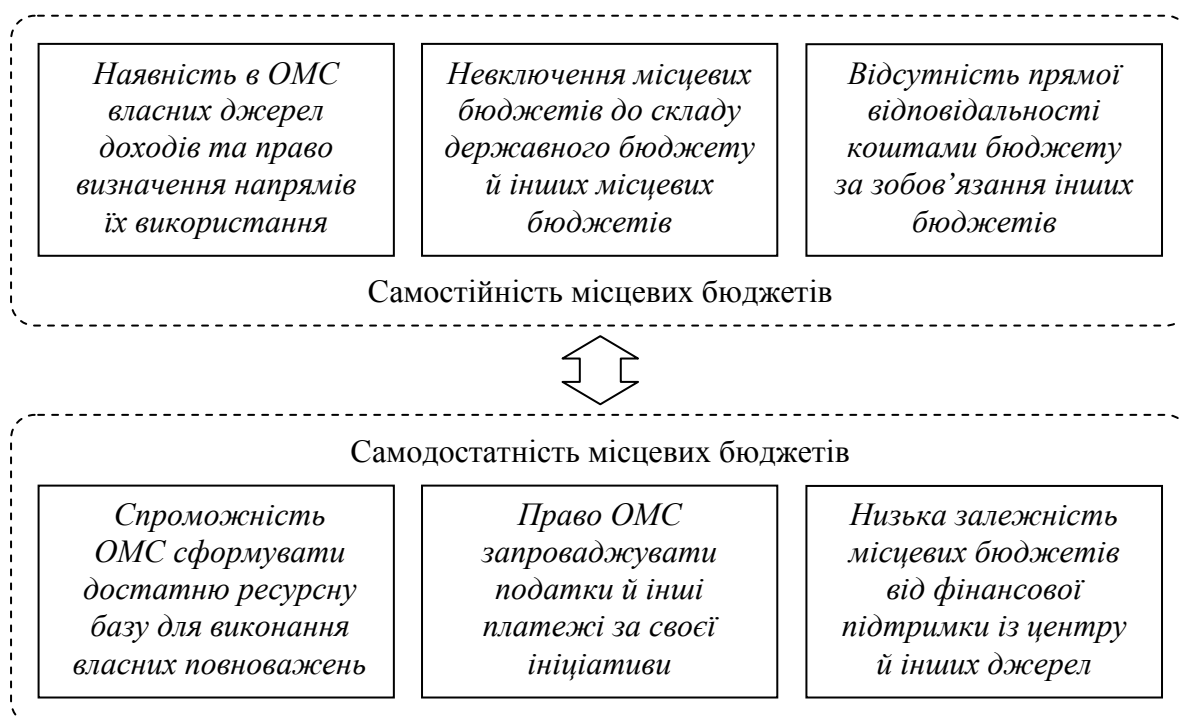 Наявність в ОМС
власних джерел
доходів та право
визначення напрямів
їх використання
Невключення місцевих
бюджетів до складу
державного бюджету
й інших місцевих
бюджетів
Відсутність прямої
відповідальності
коштами бюджету
за зобов’язання інших
бюджетів
Самостійність місцевих бюджетів
Самодостатність місцевих бюджетів
Спроможність
ОМС сформувати
достатню ресурсну
базу для виконання
власних повноважень
Право ОМС
запроваджувати
податки й інші
платежі за своєї
ініціативи
Низька залежність
місцевих бюджетів
від фінансової
підтримки із центру
й інших джерел